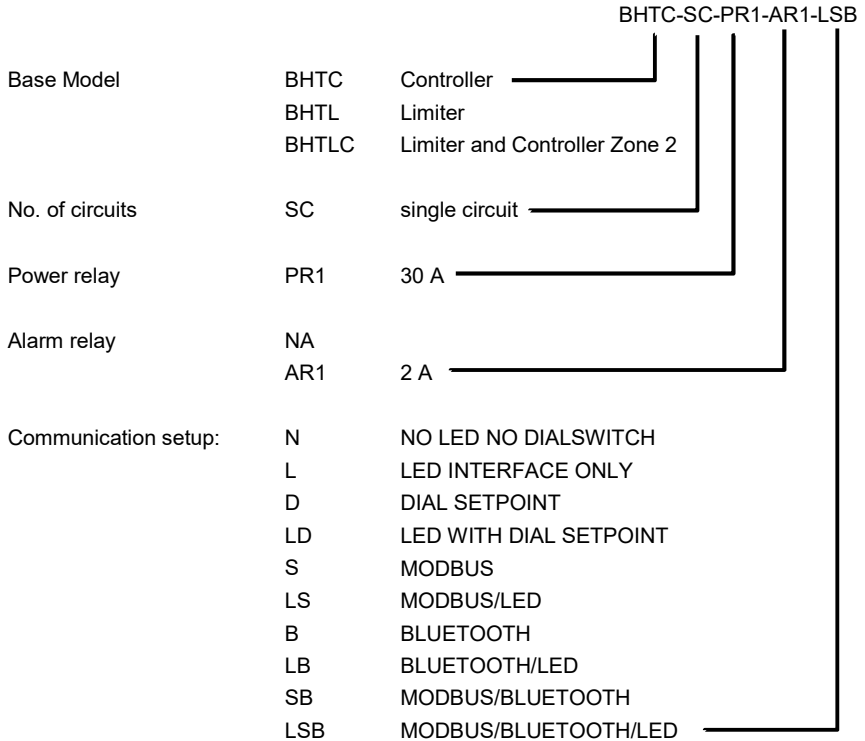 BHTC-SC-PR1-AR1-LSB
Base Model BHTC Controller
BHTL Limiter
BHTLC Limiter and Controller Zone 2
No. of circuits SC single circuit
Power relay PR1 30 A
Alarm relay NA
AR1 2 A
Communication setup: N NO LED NO DIALSWITCH
L LED INTERFACE ONLY
D DIAL SETPOINT
LD LED WITH DIAL SETPOINT
S MODBUS
LS MODBUS/LED
B BLUETOOTH
LB BLUETOOTH/LED
SB MODBUS/BLUETOOTH
LSB MODBUS/BLUETOOTH/LED